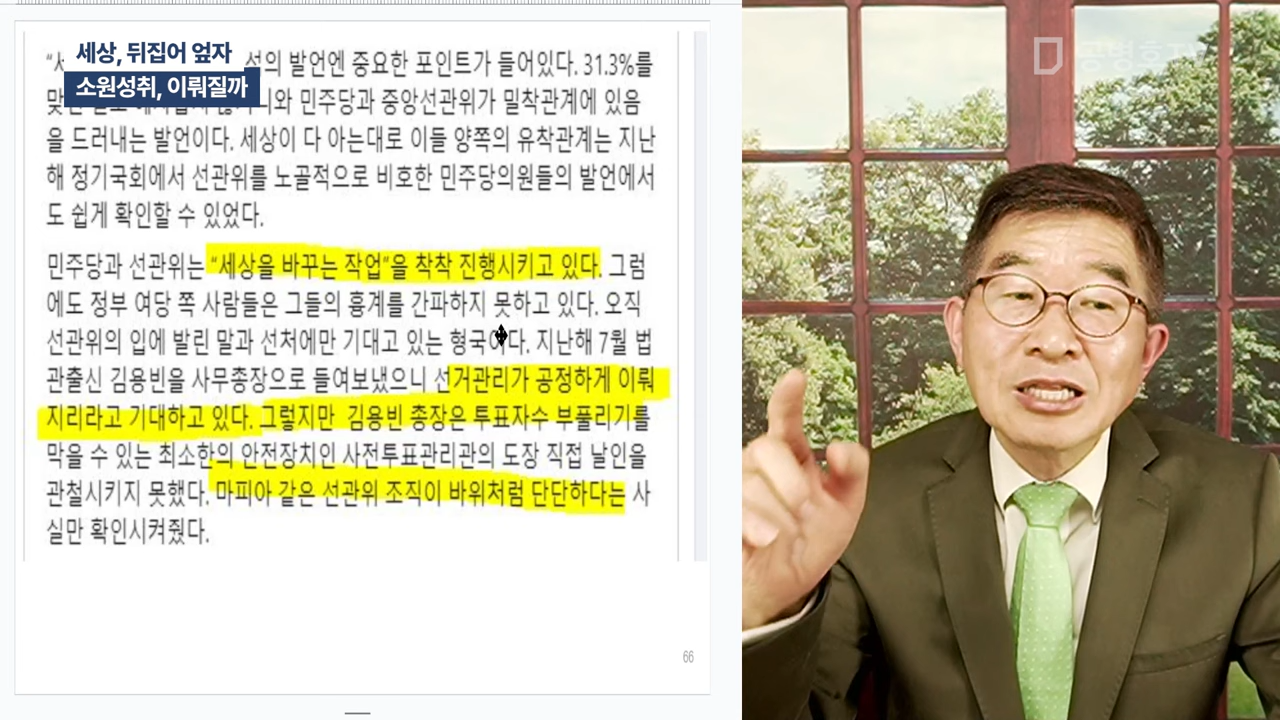 세상, 뒤집어 엎자
소원성취, 이뤄질까
“세 섬의 발언엔 중요한 포인트가 들어있다. 31.3%를
민주당과 중앙선관위가 밀착관계에 있음
을 드러내는 발언이다. 세상이 다 아는대로 이들 양쪽의 유착관계는 지난
해 정기국회에서 선관위를 노골적으로 비호한 민주당의원들의 발언에서
도 쉽게 확인할 수 있었다.
민주당과 선관위는 “세상을 바꾸는 작업”을 착착 진행시키고 있다. 그럼
에도 정부 여당 쪽 사람들은 그들의 흉계를 간파하지 못하고 있다. 오직
선관위의 입에 발린 말과 선처에만 기대고 있는 형국이다. 지난해 7월 법
관출신 김용빈을 사무총장으로 들여보냈으니 선거관리가 공정하게 이뤄
지리라고 기대하고 있다. 그렇지만 김용빈 총장은 투표자수 부풀리기를
막을 수 있는 최소한의 안전장치인 사전투표관리관의 도장 직접 날인을
관철시키지 못했다. 마피아 같은 선관위 조직이 바위처럼 단단하다는 사
실만 확인시켜줬다.
66
공병호TV